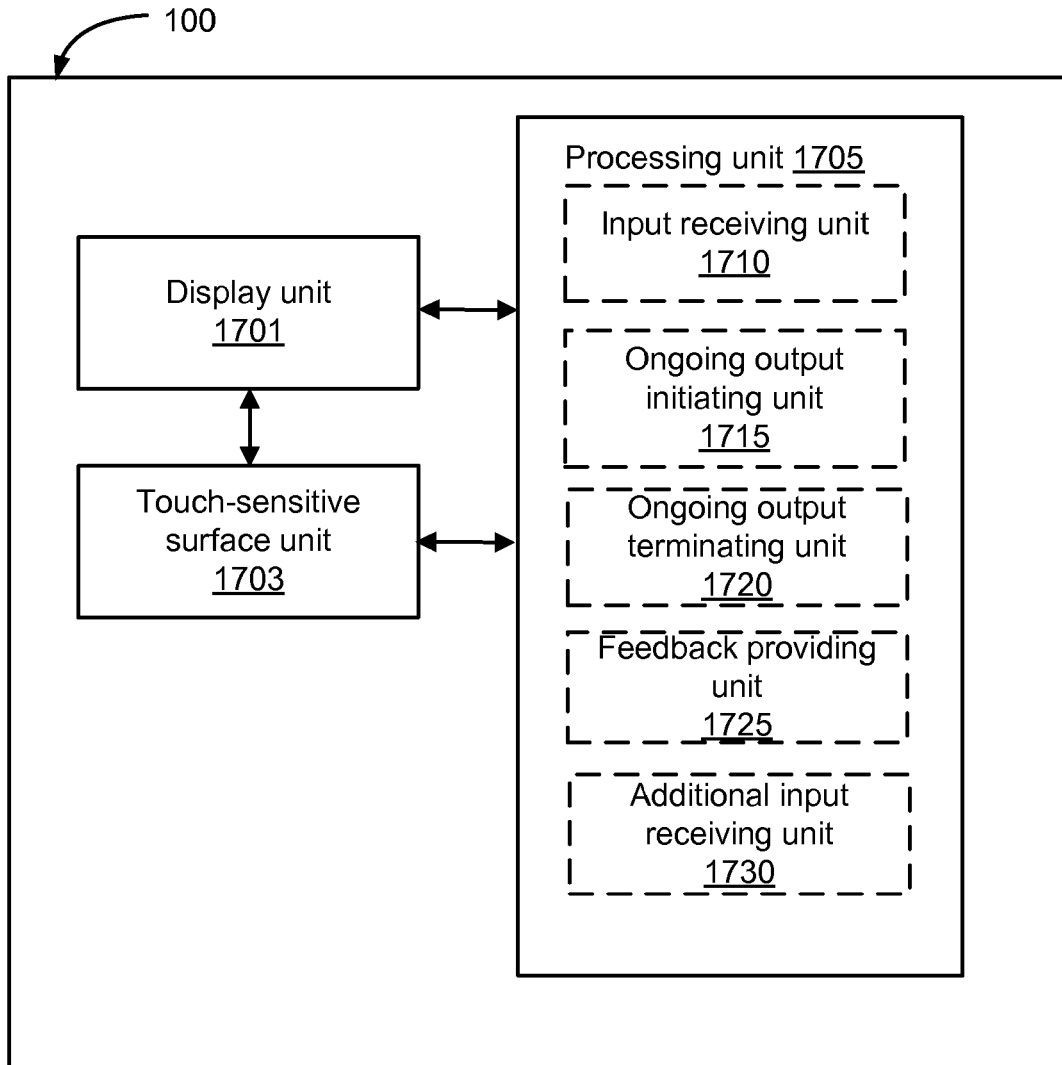 100
Processing unit 1705
Input receiving unit
1710
Display unit
1701
Ongoing output
initiating unit
1715
Touch-sensitive
surface unit
1703
Ongoing output
terminating unit
1720
Feedback providing
unit
1725
Additional input
receiving unit
1730